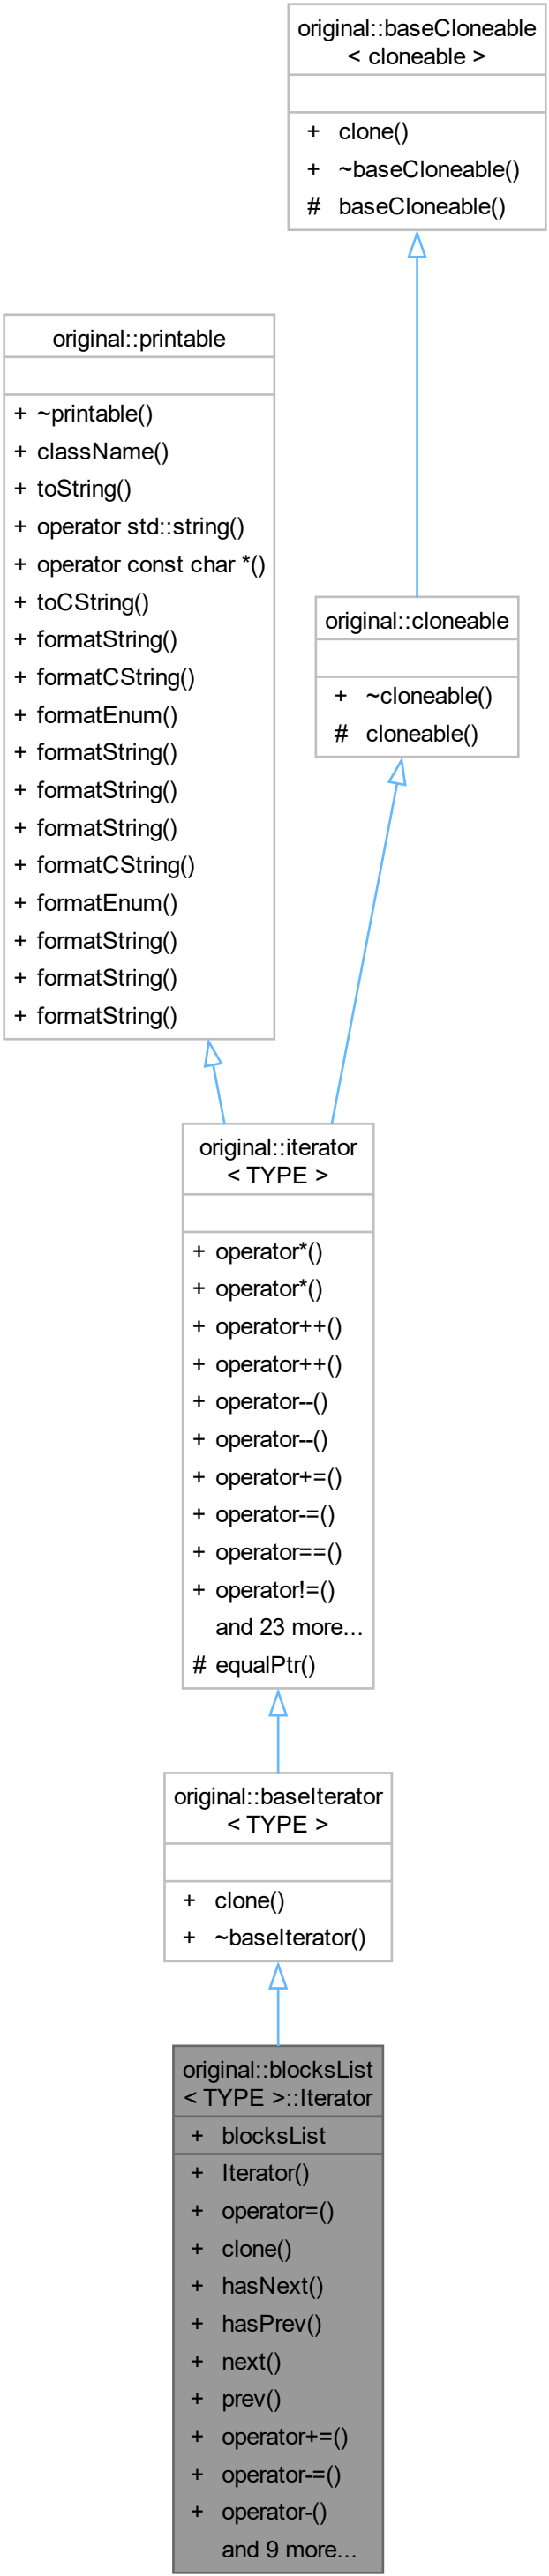 original::baseCloneable
< cloneable >
+ clone()
+ ~baseCloneable()
# baseCloneable()
original::printable
+ ~printable()
+ className()
+ toString()
+ operator std::string()
+ operator const char *()
+ toCString()
+ formatString()
+ formatCString()
+ formatEnum()
+ formatString()
+ formatString()
+ formatString()
+ formatCString()
+ formatEnum()
+ formatString()
+ formatString()
+ formatString()
original::cloneable
+ ~cloneable()
# cloneable()
original::iterator
< TYPE >
+ operator*()
+ operator*()
+ operator++()
+ operator++()
+ operator--()
+ operator--()
+ operator+=()
+ operator-=()
+ operator==()
+ operator!=()
and 23 more...
# equalPtr()
original::baseIterator
< TYPE >
+ clone()
+ ~baseIterator()
original::blocksList
< TYPE >::Iterator
+ blocksList
+ Iterator()
+ operator=()
+ clone()
+ hasNext()
+ hasPrev()
+ next()
+ prev()
+ operator+=()
+ operator-=()
+ operator-()
and 9 more...